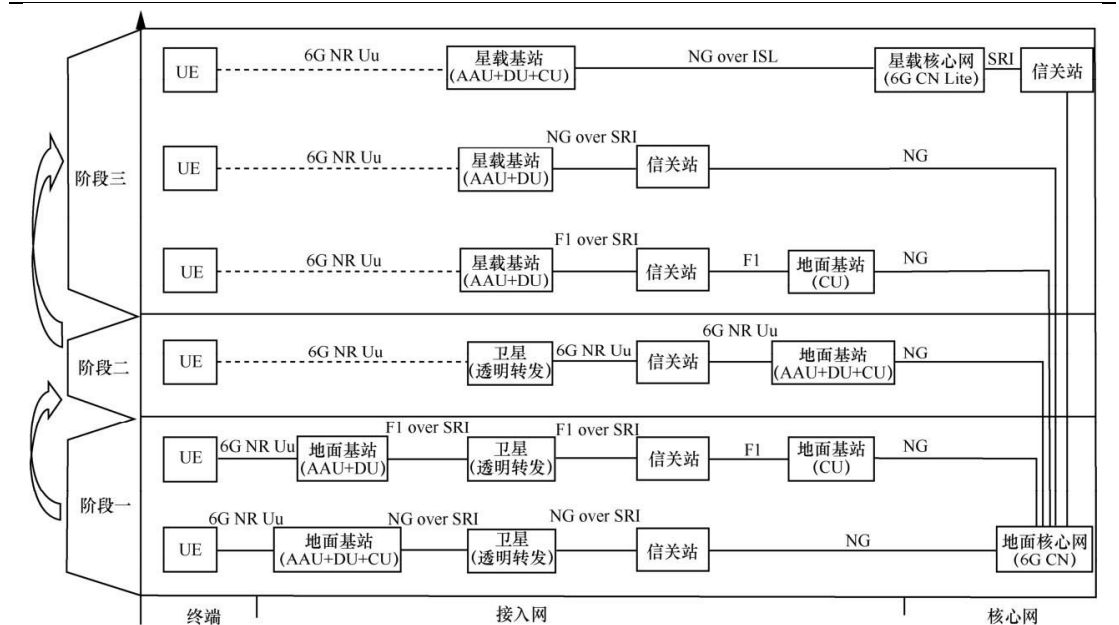 6G NR Uu
NG over ISL
SRI
UE
星载基站
(AAU+DU+CU)
星载核心网
(6G CN Lite)
信关站
阶段三
6G NR Uu
NG over SRI
NG
UE
星载基站
(AAU+DU)
信关站
6G NR Uu
F1 over SRI
F1
NG
UE
星载基站
(AAU+DU)
信关站
地面基站
(CU)
阶段二
6G NR Uu
6G NR Uu
6G NR Uu
NG
UE
卫星
(透明转发)
信关站
地面基站
(AAU+DU+CU)
阶段一
6G NR Uu
F1 over SRI
F1 over SRI
F1
NG
UE
地面基站
(AAU+DU)
卫星
(透明转发)
信关站
地面基站
(CU)
6G NR Uu
NG over SRI
NG over SRI
NG
UE
地面基站
(AAU+DU+CU)
卫星
(透明转发)
信关站
地面核心网
(6G CN)
终端
接入网
核心网